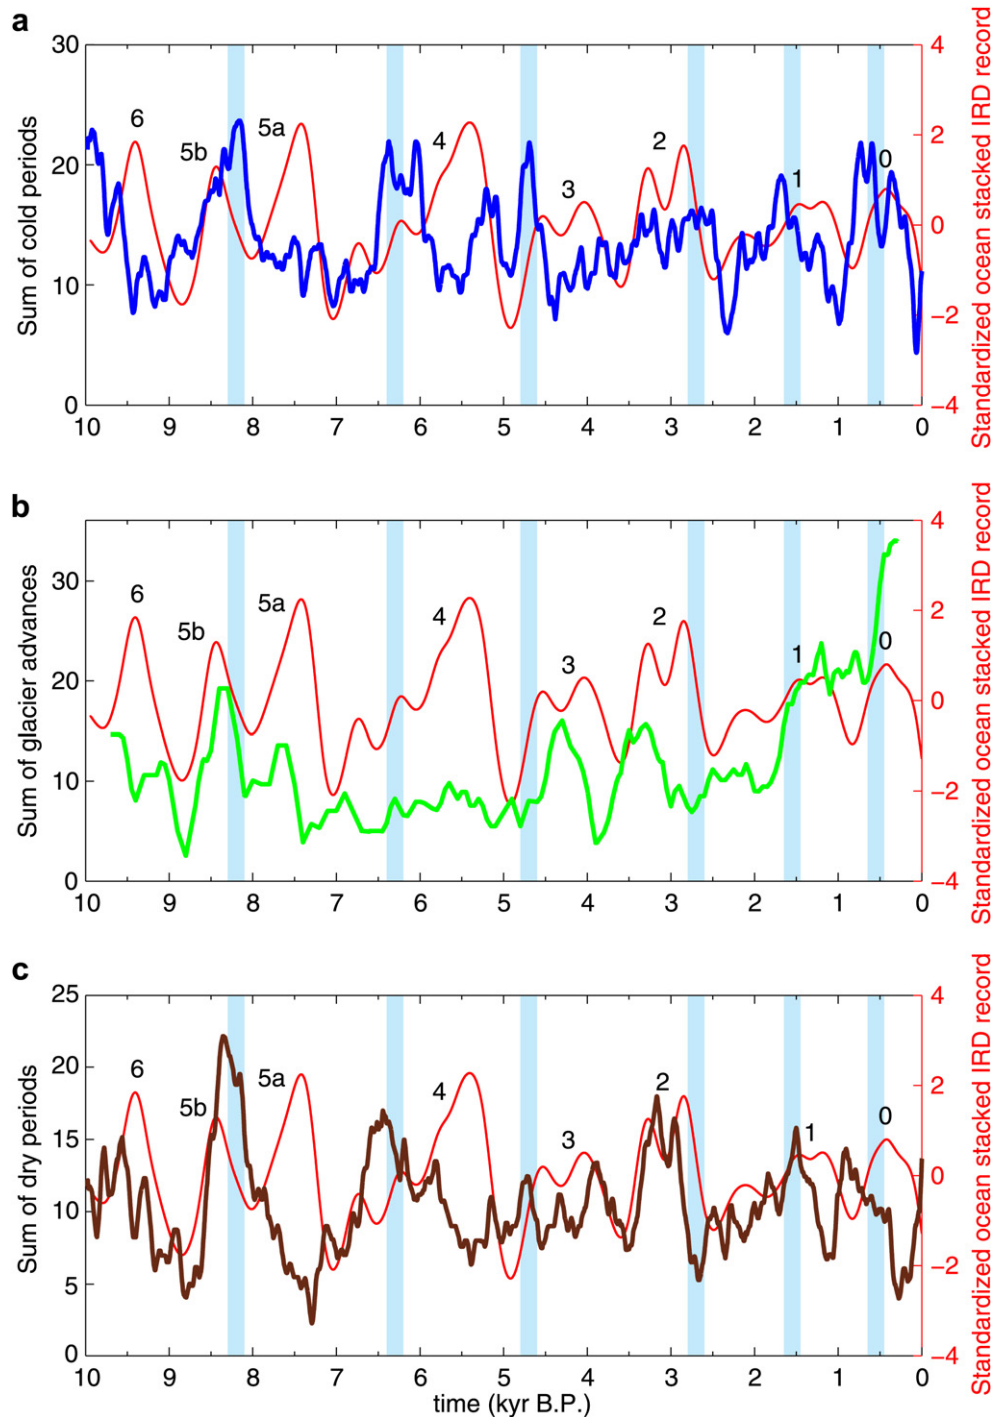 a
Sum of cold periods
30
20
10
0
4
2
0
−2
−4
Standardized ocean stacked IRD record
6
5b
5a
4
3
2
1
0
10 9 8 7 6 5 4 3 2 1 0
b
Sum of glacier advances
30
20
10
0
4
2
0
−2
−4
Standardized ocean stacked IRD record
6
5b
5a
4
3
2
1
0
10 9 8 7 6 5 4 3 2 1 0
c
Sum of dry periods
25
20
15
10
5
0
4
2
0
−2
−4
Standardized ocean stacked IRD record
6
5b
5a
4
3
2
1
0
10 9 8 7 6 5 4 3 2 1 0
time (kyr B.P.)